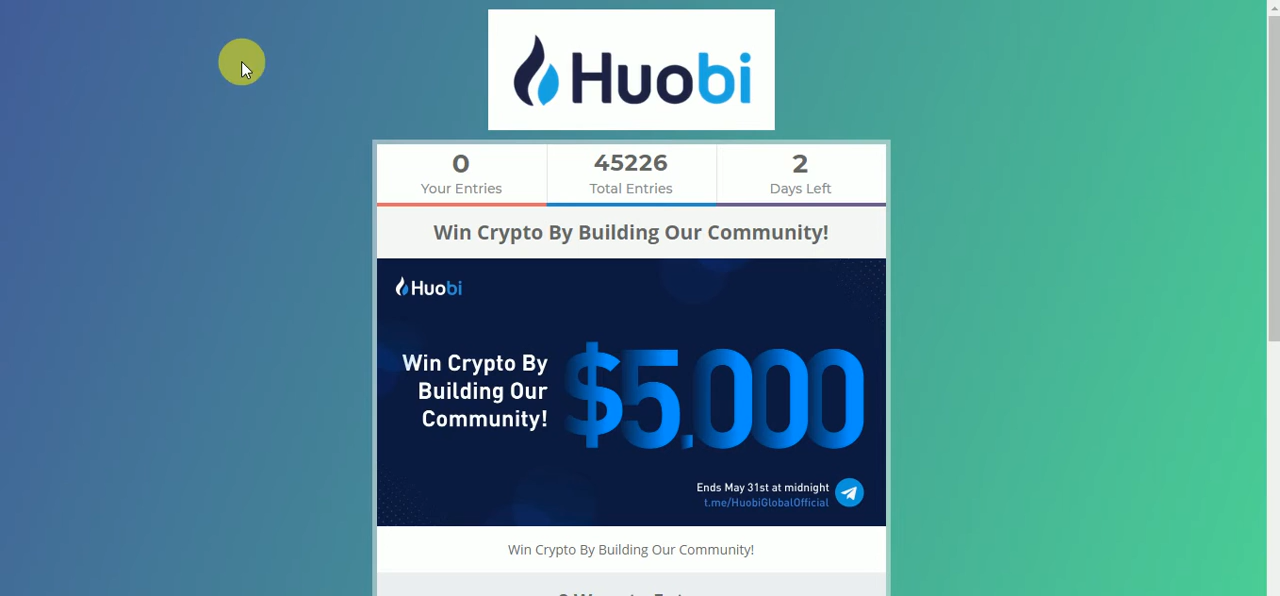 Huobi
0
Your Entries
45226
Total Entries
2
Days Left
Win Crypto By Building Our Community!
Huobi
Win Crypto By
Building Our
Community!
$5,000
Ends May 31st at midnight
t.me/HuobiGlobalOfficial
Win Crypto By Building Our Community!